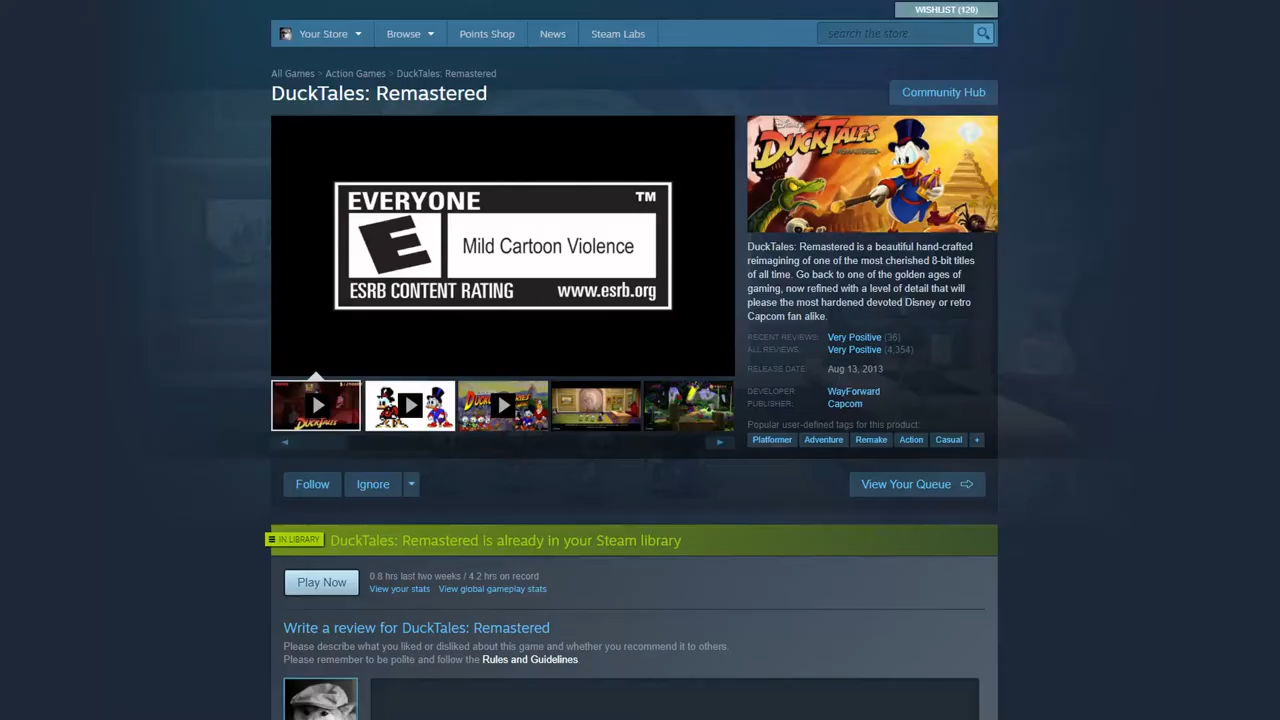 WISHLIST (120)
Your Store
Browse
Points Shop
News
Steam Labs
search the store
All Games > Action Games > DuckTales: Remastered
DuckTales: Remastered
Community Hub
EVERYONE
TM
E
Mild Cartoon Violence
ESRB CONTENT RATING
www.esrb.org
DISNEY
DUCKTALES
REMASTERED
DuckTales: Remastered is a beautiful hand-crafted
reimagining of one of the most cherished 8-bit titles
of all time. Go back to one of the golden ages of
gaming, now refined with a level of detail that will
please the most hardened devoted Disney or retro
Capcom fan alike.
RECENT REVIEWS: Very Positive (36)
ALL REVIEWS: Very Positive (4,354)
RELEASE DATE: Aug 13, 2013
DEVELOPER: WayForward
PUBLISHER: Capcom
Popular user-defined tags for this product:
Platformer
Adventure
Remake
Action
Casual
+
Follow
Ignore
View Your Queue
IN LIBRARY
DuckTales: Remastered is already in your Steam library
Play Now
0.8 hrs last two weeks / 4.2 hrs on record
View your stats
View global gameplay stats
Write a review for DuckTales: Remastered
Please describe what you liked or disliked about this game and whether you recommend it to others.
Please remember to be polite and follow the Rules and Guidelines.